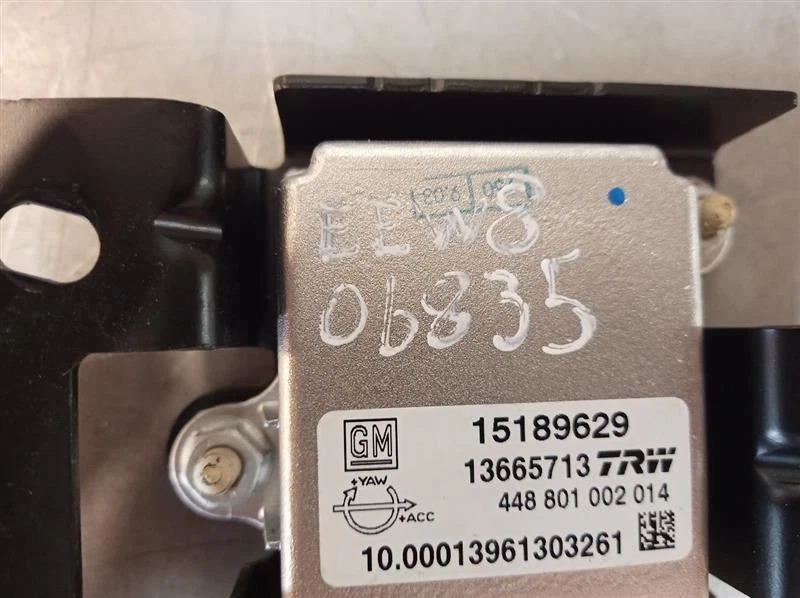 EEW8
06835
GM 15189629
13665713 TRW
+YAW
+ACC
448 801 002 014
10.00013961303261